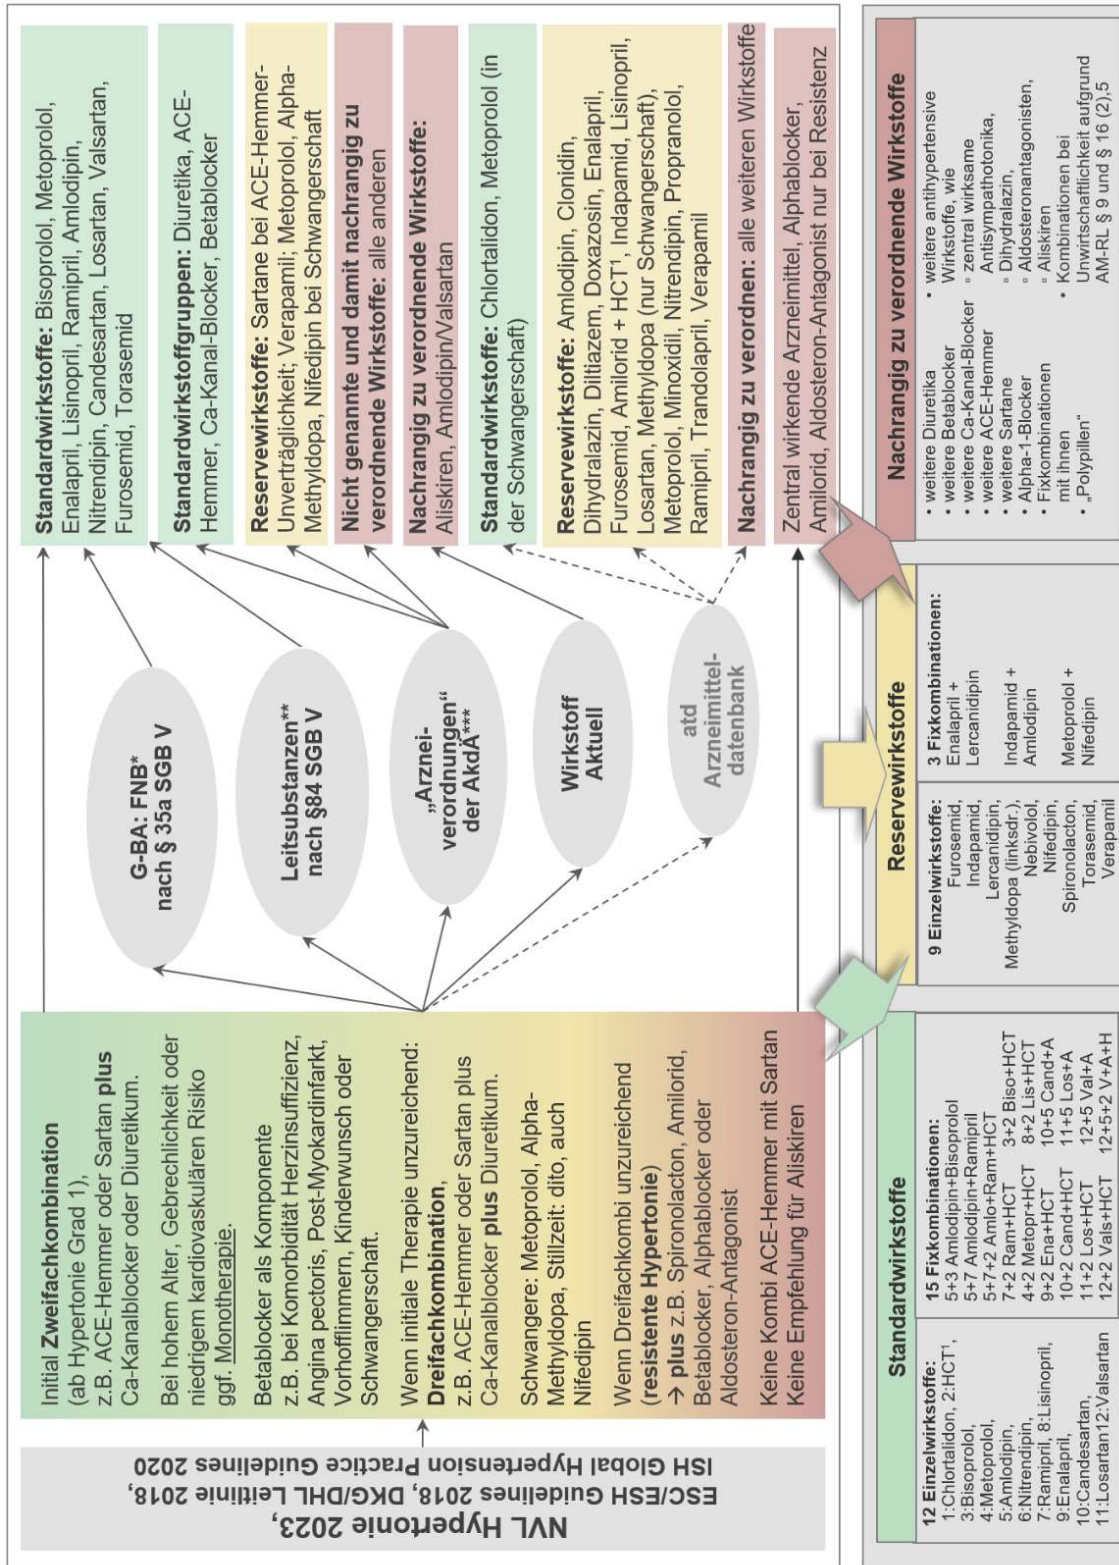 NVL Hypertonie 2023,
ESC/ESH Guidelines 2018, DKG/DHL Leitlinie 2018,
ISH Global Hypertension Practice Guidelines 2020
Initial Zweifachkombination
(ab Hypertonie Grad 1),
z.B. ACE-Hemmer oder Sartan plus
Ca-Kanalblocker oder Diuretikum.
Bei hohem Alter, Gebrechlichkeit oder
niedrigem kardiovaskulären Risiko
ggf. Monotherapie.
Betablocker als Komponente
z.B. bei Komorbidität Herzinsuffizienz,
Angina pectoris, Post-Myokardinfarkt,
Vorhofflimmern, Kinderwunsch oder
Schwangerschaft.
Wenn initiale Therapie unzureichend:
Dreifachkombination,
z.B. ACE-Hemmer oder Sartan plus
Ca-Kanalblocker plus Diuretikum.
Schwangere: Metoprolol, Alpha-
Methyldopa, Stillzeit: dito, auch
Nifedipin
Wenn Dreifachkombi unzureichend
(resistente Hypertonie)
→ plus z.B. Spironolacton, Amilorid,
Betablocker, Alphablocker oder
Aldosteron-Antagonist
Keine Kombi ACE-Hemmer mit Sartan
Keine Empfehlung für Aliskiren
G-BA: FNB*
nach § 35a SGB V
Leitsubstanzen**
nach §84 SGB V
„Arznei-
verordnungen“
der AkdÄ***
Wirkstoff
Aktuell
atd
Arzneimittel-
datenbank
Standardwirkstoffe: Bisoprolol, Metoprolol,
Enalapril, Lisinopril, Ramipril, Amlodipin,
Nitrendipin, Candesartan, Losartan, Valsartan,
Furosemid, Torasemid
Standardwirkstoffgruppen: Diuretika, ACE-
Hemmer, Ca-Kanal-Blocker, Betablocker
Reservewirkstoffe: Sartane bei ACE-Hemmer-
Unverträglichkeit; Verapamil; Metoprolol, Alpha-
Methyldopa, Nifedipin bei Schwangerschaft
Nicht genannte und damit nachrangig zu
verordnende Wirkstoffe: alle anderen
Nachrangig zu verordnende Wirkstoffe:
Aliskiren, Amlodipin/Valsartan
Standardwirkstoffe: Chlortalidon, Metoprolol (in
der Schwangerschaft)
Reservewirkstoffe: Amlodipin, Clonidin,
Dihydralazin, Diltiazem, Doxazosin, Enalapril,
Furosemid, Amilorid + HCT¹, Indapamid, Lisinopril,
Losartan, Methyldopa (nur Schwangerschaft),
Metoprolol, Minoxidil, Nitrendipin, Propranolol,
Ramipril, Trandolapril, Verapamil
Nachrangig zu verordnen: alle weiteren Wirkstoffe
Zentral wirkende Arzneimittel, Alphablocker,
Amilorid, Aldosteron-Antagonist nur bei Resistenz
Standardwirkstoffe
12 Einzelwirkstoffe:
1:Chlortalidon, 2:HCT¹,
3:Bisoprolol,
4:Metoprolol,
5:Amlodipin,
6:Nitrendipin,
7:Ramipril, 8:Lisinopril,
9:Enalapril,
10:Candesartan,
11:Losartan12:Valsartan
15 Fixkombinationen:
5+3 Amlodipin+Bisoprolol
5+7 Amlodipin+Ramipril
5+7+2 Amlo+Ram+HCT
7+2 Ram+HCT 3+2 Biso+HCT
4+2 Metopr+HCT 8+2 Lis+HCT
9+2 Ena+HCT 10+5 Cand+A
10+2 Cand+HCT 11+5 Los+A
11+2 Los+HCT 12+5 Val+A
12+2 Vals+HCT 12+5+2 V+A+H
Reservewirkstoffe
9 Einzelwirkstoffe:
Furosemid,
Indapamid,
Lercanidipin,
Methyldopa (linksdr.),
Nebivolol,
Nifedipin,
Spironolacton,
Torasemid,
Verapamil
3 Fixkombinationen:
Enalapril +
Lercanidipin
Indapamid +
Amlodipin
Metoprolol +
Nifedipin
Nachrangig zu verordnende Wirkstoffe
• weitere Diuretika
• weitere Betablocker
• weitere Ca-Kanal-Blocker
• weitere ACE-Hemmer
• weitere Sartane
• Alpha-1-Blocker
• Fixkombinationen
mit ihnen
• „Polypillen“
• weitere antihypertensive
Wirkstoffe, wie
▫ zentral wirksame
Antisympathotonika,
▫ Dihydralazin,
▫ Aldosteronantagonisten,
▫ Aliskiren
• Kombinationen bei
Unwirtschaftlichkeit aufgrund
AM-RL § 9 und § 16 (2),5